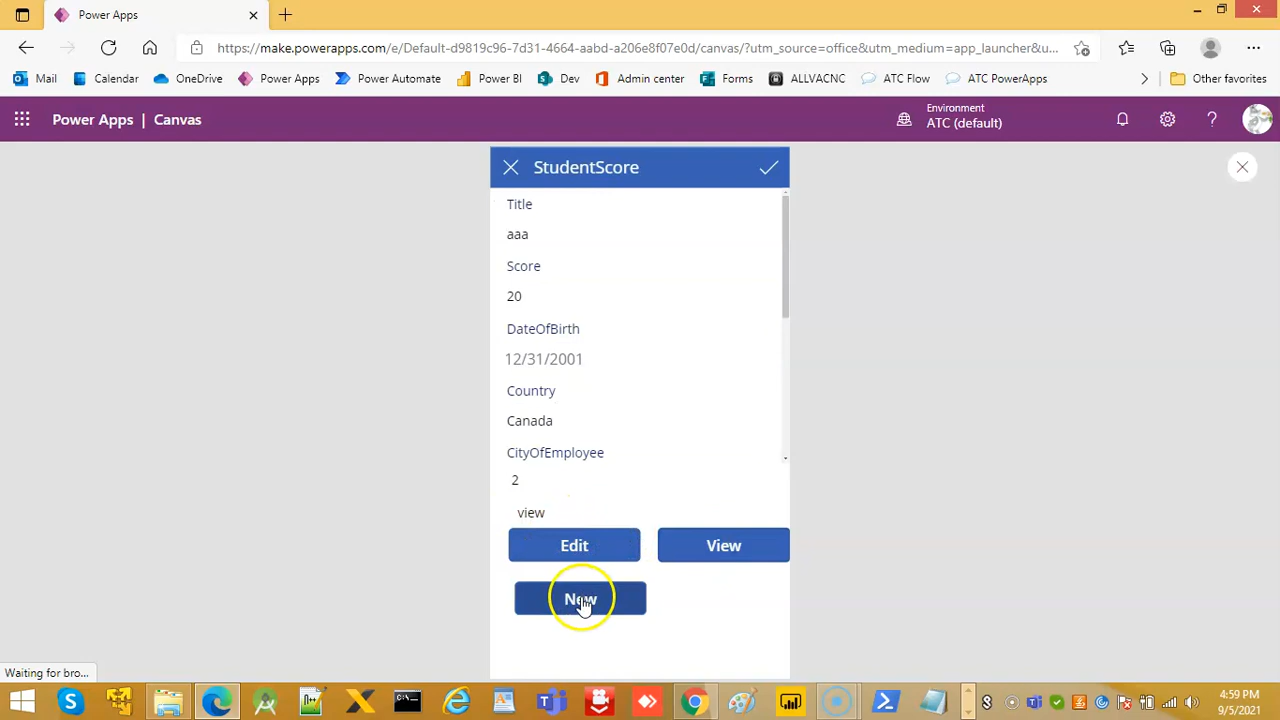 Power Apps
https://make.powerapps.com/e/Default-d9819c96-7d31-4664-aabd-a206e8f07e0d/canvas/?utm_source=office&utm_medium=app_launcher&u...
Mail Calendar OneDrive Power Apps Power Automate Power BI Dev Admin center Forms ALLVACNC ATC Flow ATC PowerApps Other favorites
Power Apps | Canvas
Environment
ATC (default)
StudentScore
Title
aaa
Score
20
DateOfBirth
12/31/2001
Country
Canada
CityOfEmployee
2
view
Edit View
New
Waiting for bro...
4:59 PM
9/5/2021